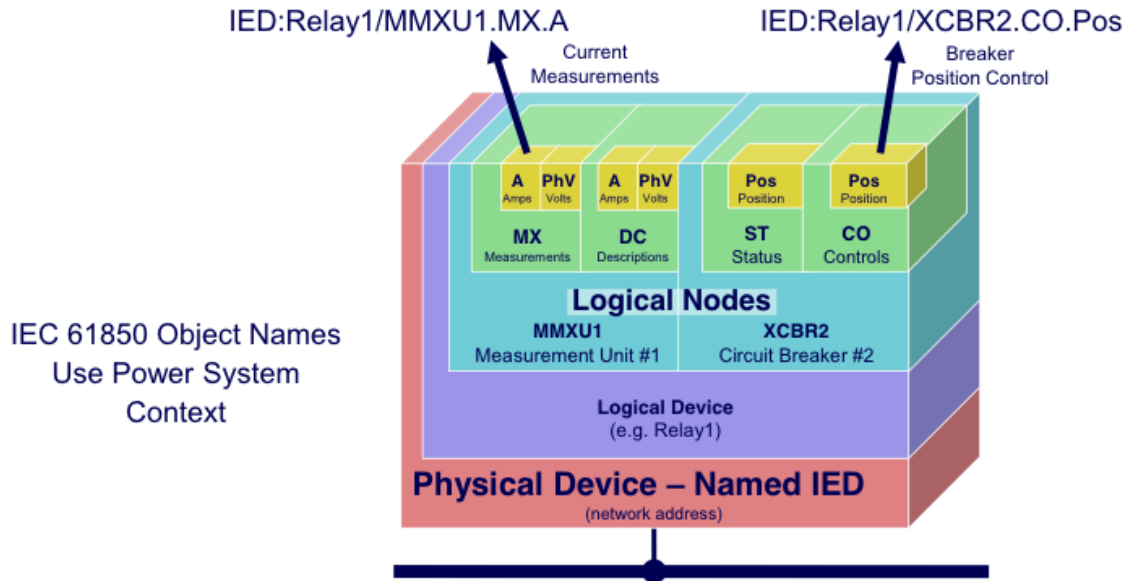 IED:Relay1/MMXU1.MX.A
IED:Relay1/XCBR2.CO.Pos
Current
Measurements
Breaker
Position Control
A
Amps
PhV
Volts
A
Amps
PhV
Volts
Pos
Position
Pos
Position
MX
Measurements
DC
Descriptions
ST
Status
CO
Controls
Logical Nodes
MMXU1
Measurement Unit #1
XCBR2
Circuit Breaker #2
IEC 61850 Object Names
Use Power System
Context
Logical Device
(e.g. Relay1)
Physical Device – Named IED
(network address)